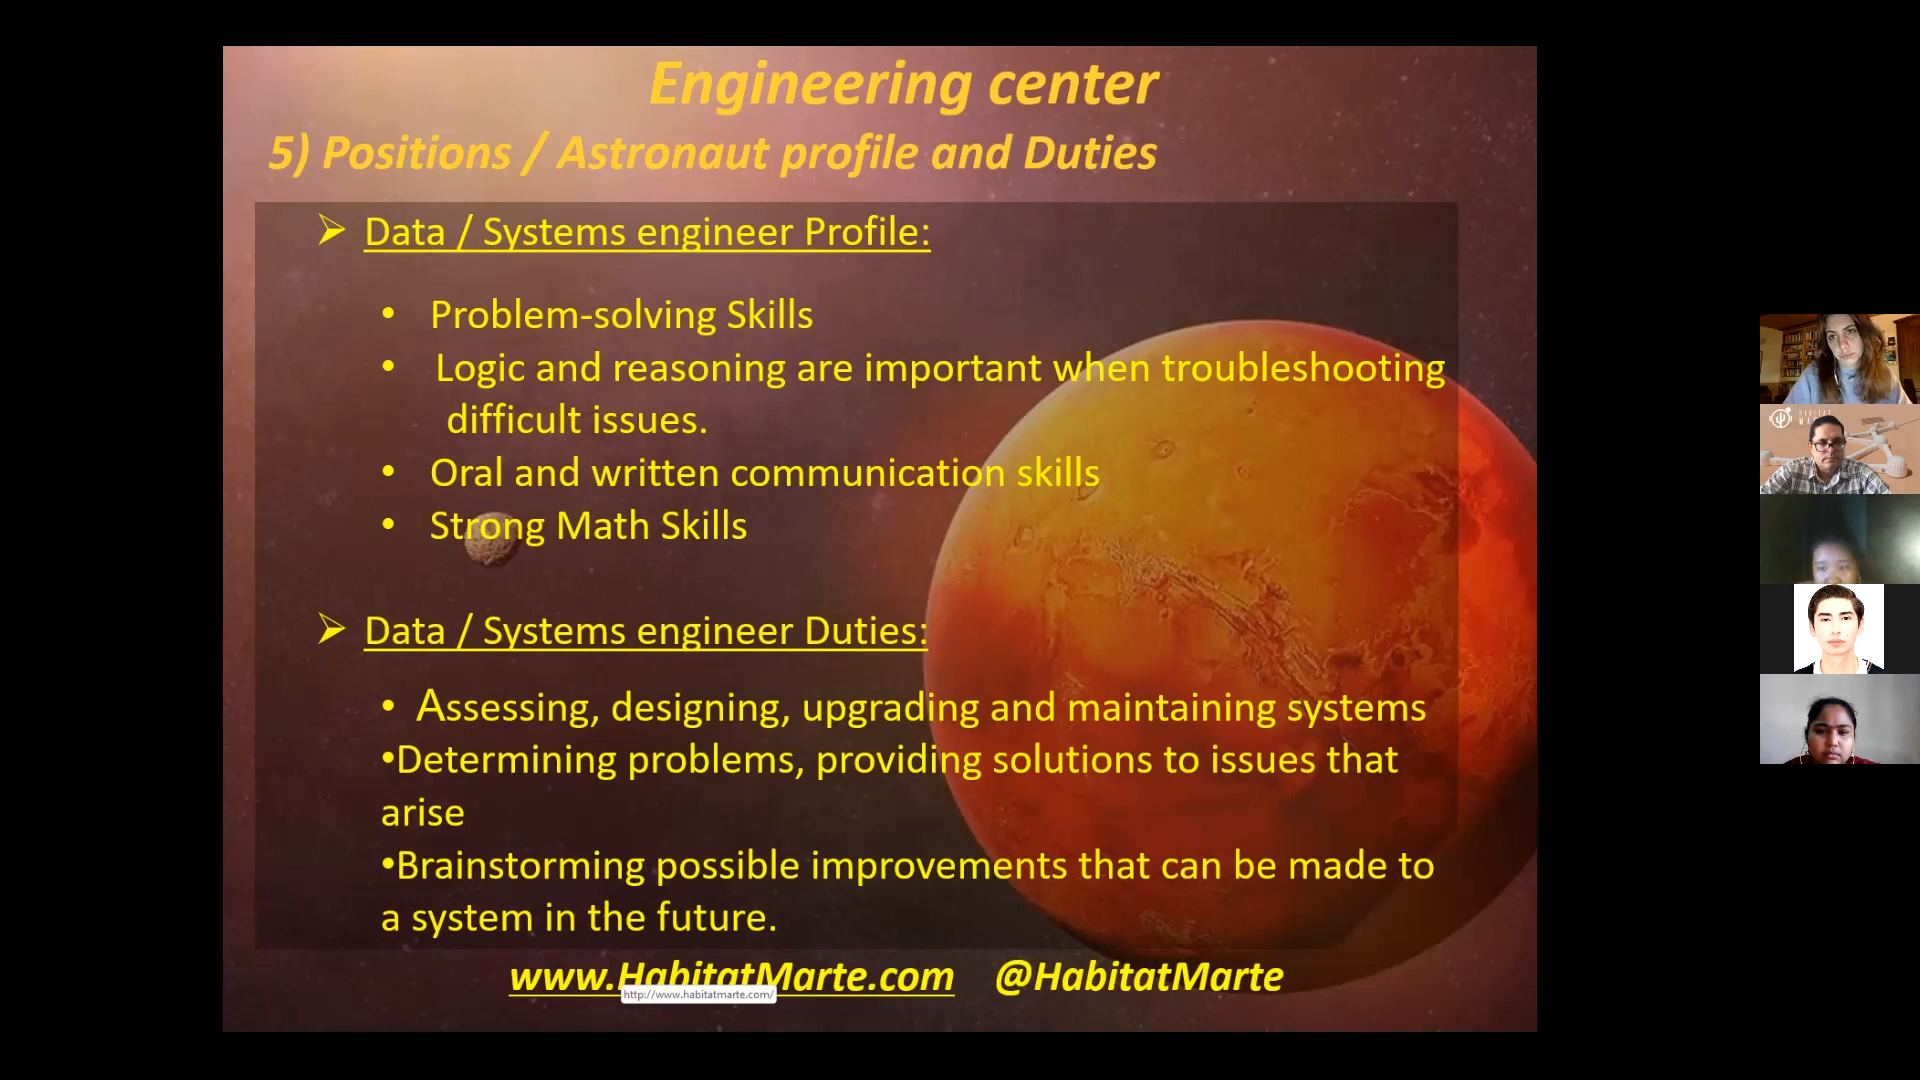 Engineering center
5) Positions / Astronaut profile and Duties
➢ Data / Systems engineer Profile:
• Problem-solving Skills
• Logic and reasoning are important when troubleshooting
difficult issues.
• Oral and written communication skills
• Strong Math Skills
➢ Data / Systems engineer Duties:
• Assessing, designing, upgrading and maintaining systems
•Determining problems, providing solutions to issues that
arise
•Brainstorming possible improvements that can be made to
a system in the future.
www.HabitatMarte.com @HabitatMarte
http://www.habitatmarte.com/